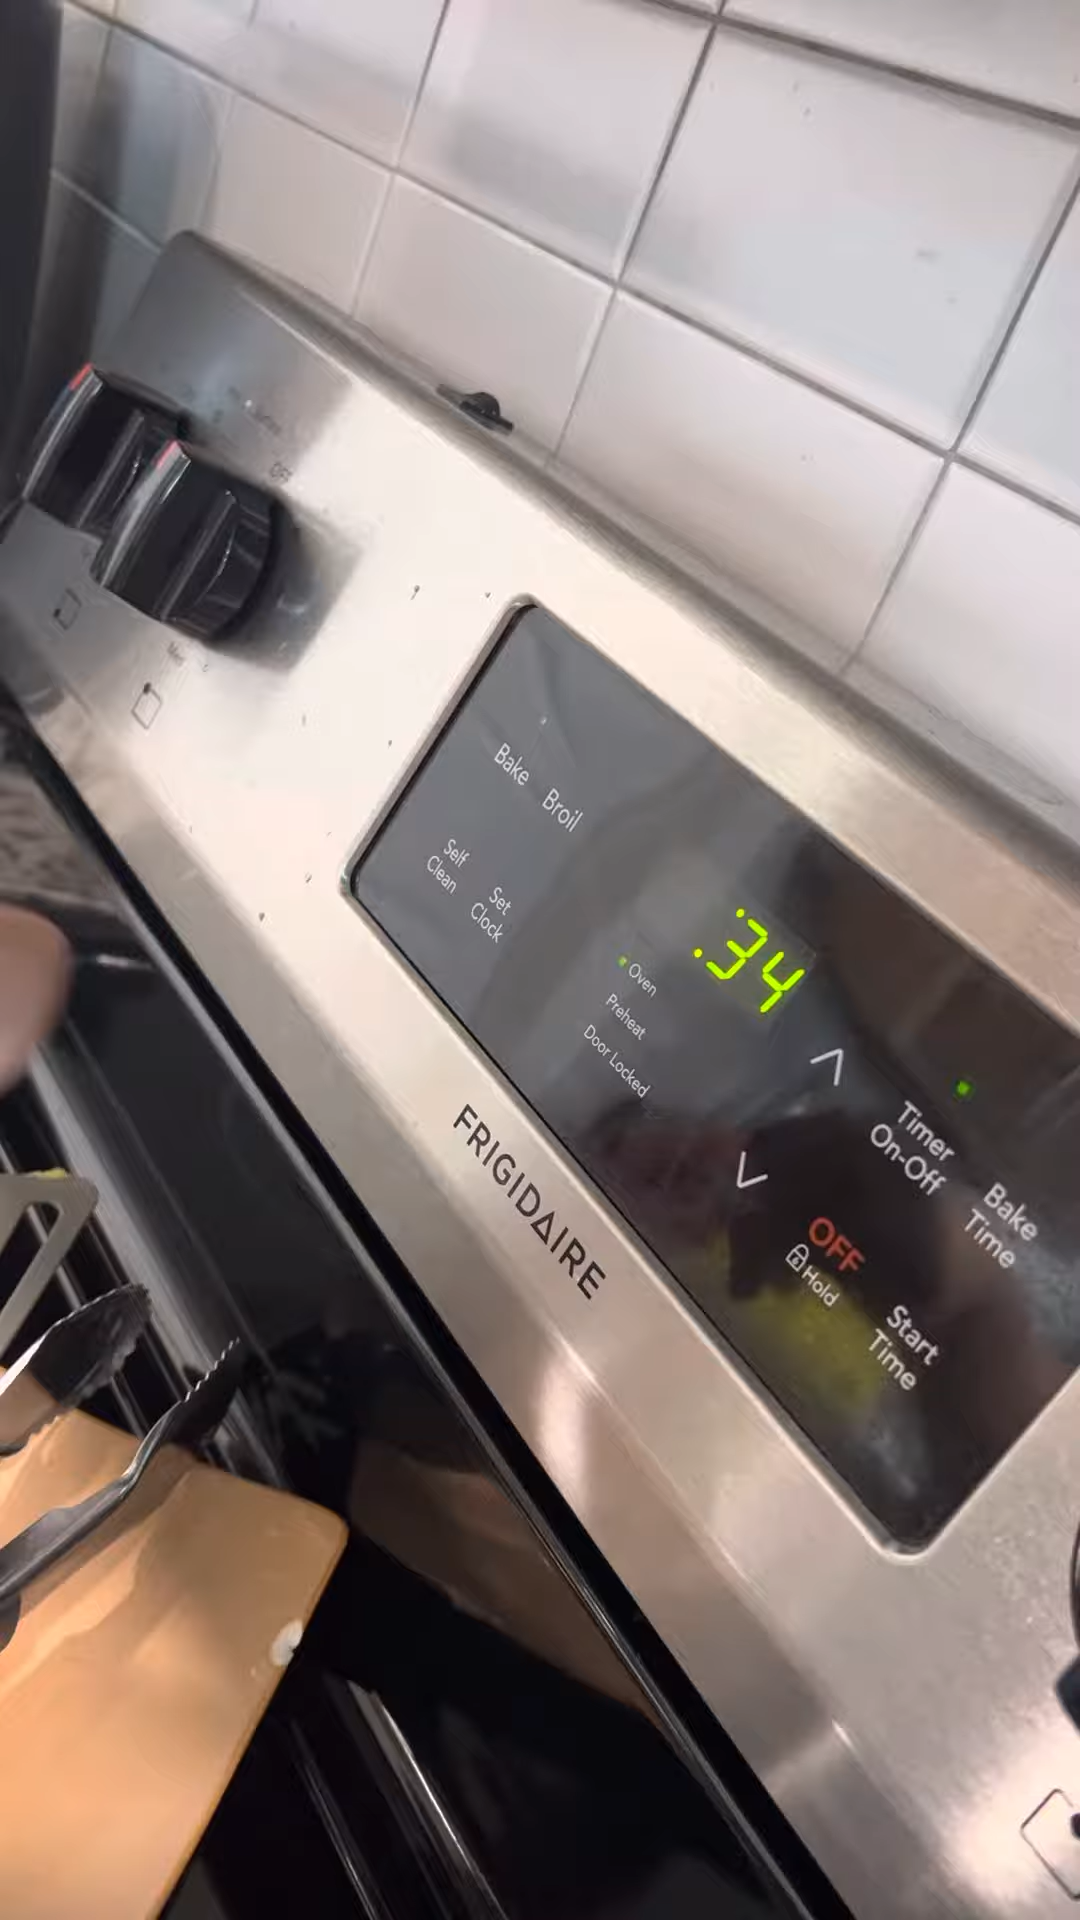 OFF
Bake Broil
Self Clean
Set Clock
:34
Oven
Preheat
Door Locked
Timer On-Off
Bake Time
OFF
Hold
Start Time
FRIGIDAIRE